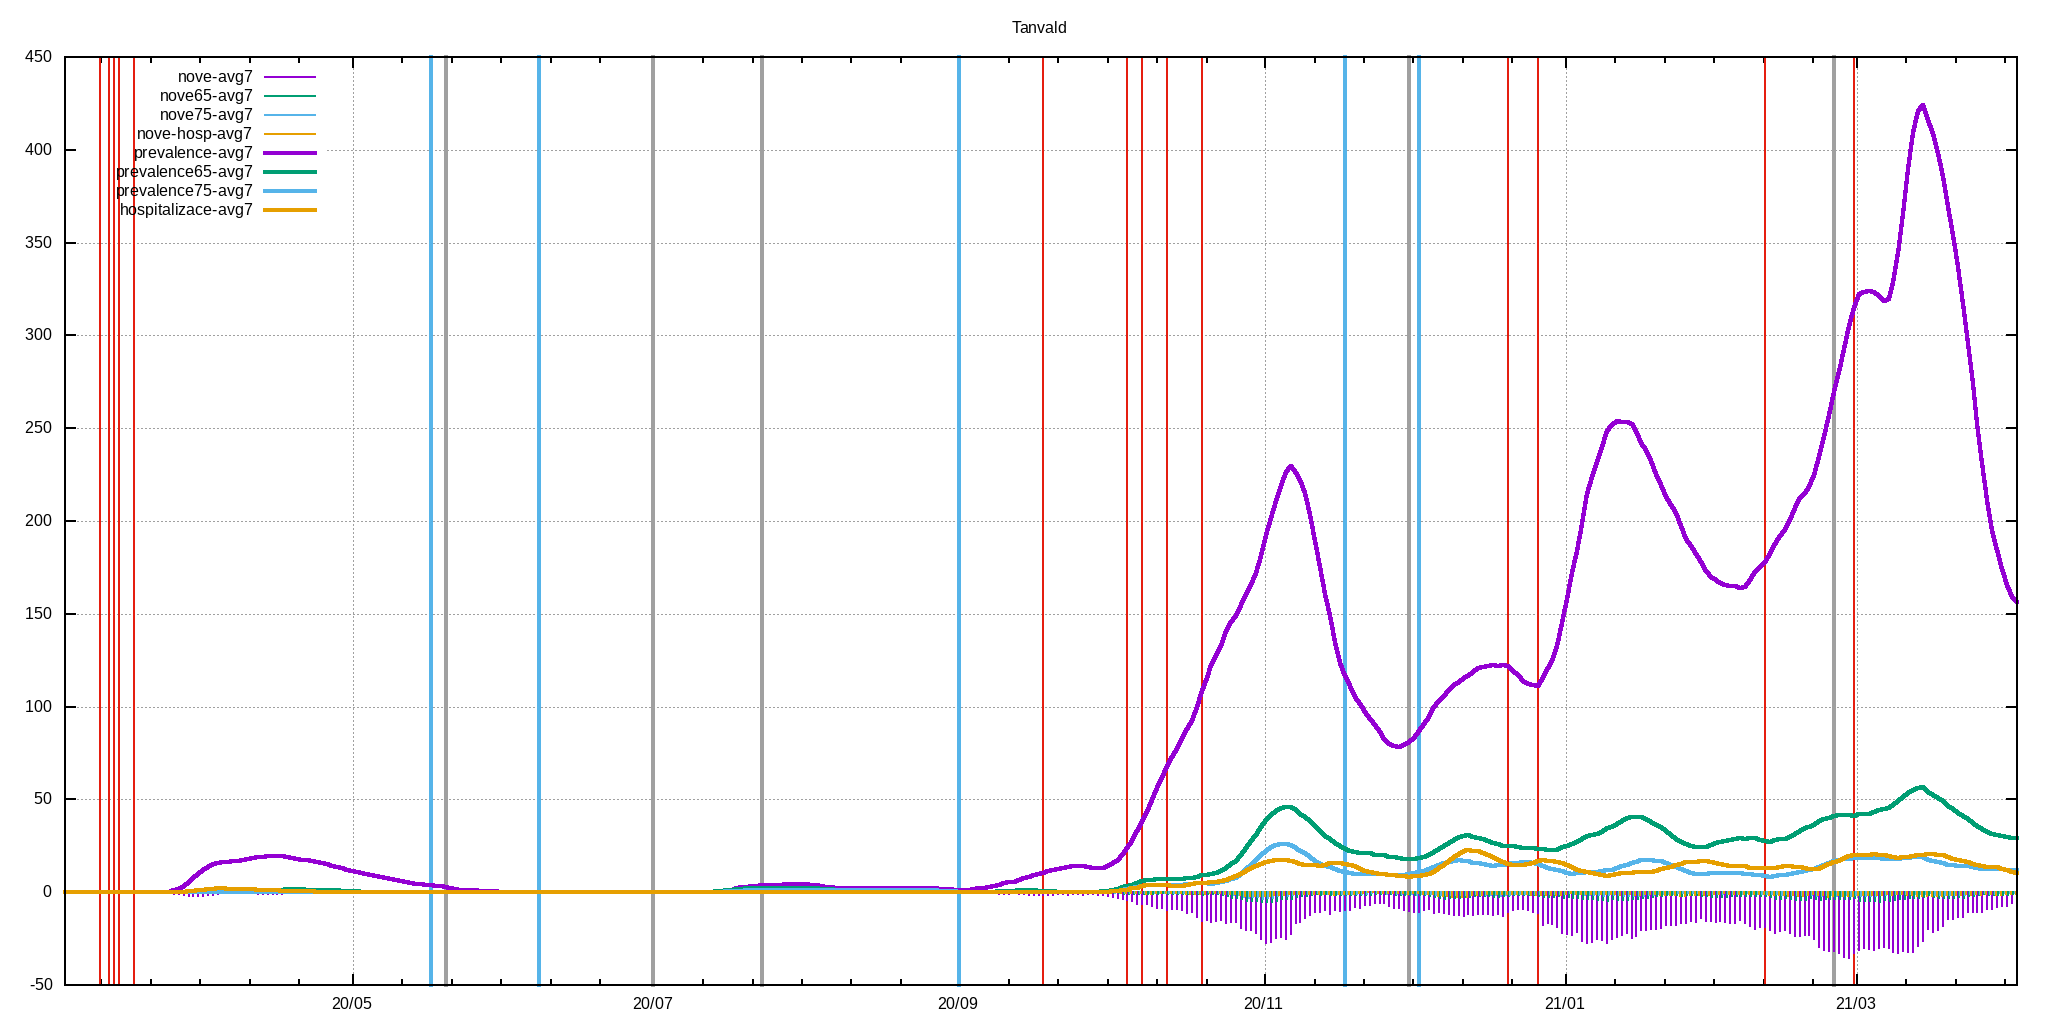 Tanvald
450
400
350
300
250
200
150
100
50
0
-50
nove-avg7
nove65-avg7
nove75-avg7
nove-hosp-avg7
prevalence-avg7
prevalence65-avg7
prevalence75-avg7
hospitalizace-avg7
20/05 20/07 20/09 20/11 21/01 21/03